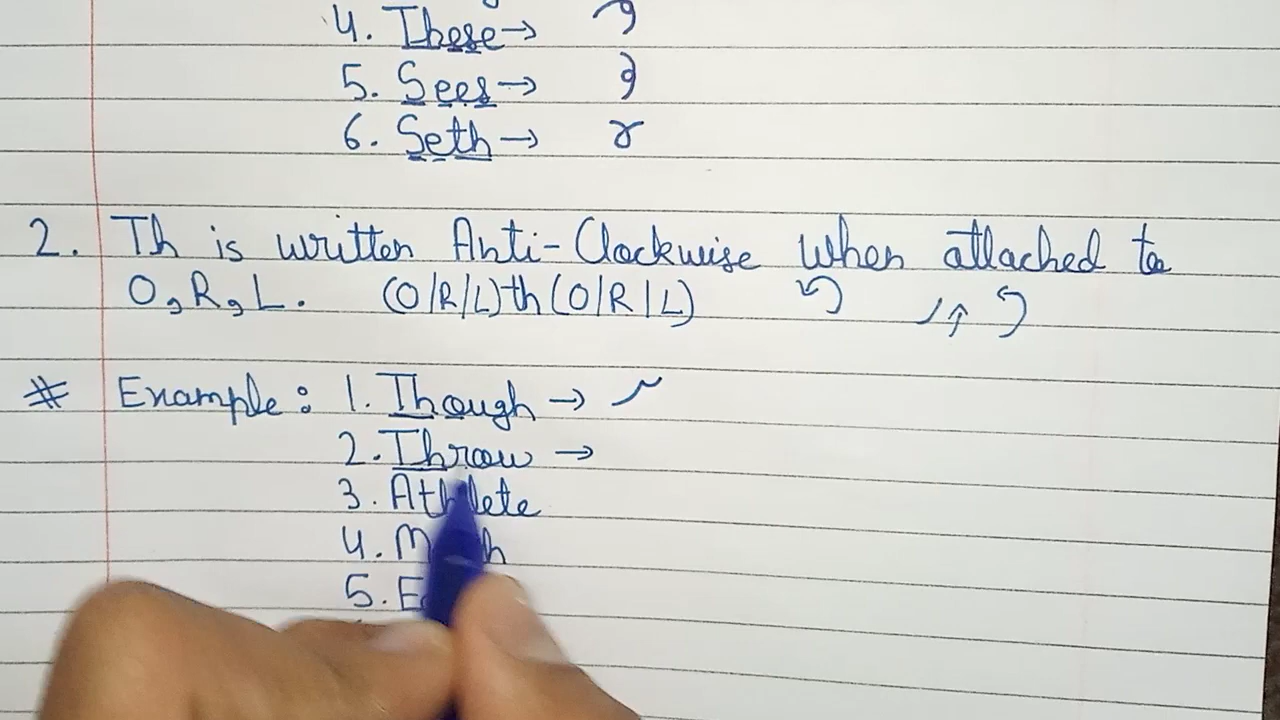 4. These →
5. Sees →
6. Seth →
2. Th is written Anti-Clockwise when attached to
O, R, L. (O/R/L)th(O/R/L)
# Example: 1. Though →
2. Throw →
3. Athlete
4.
5.